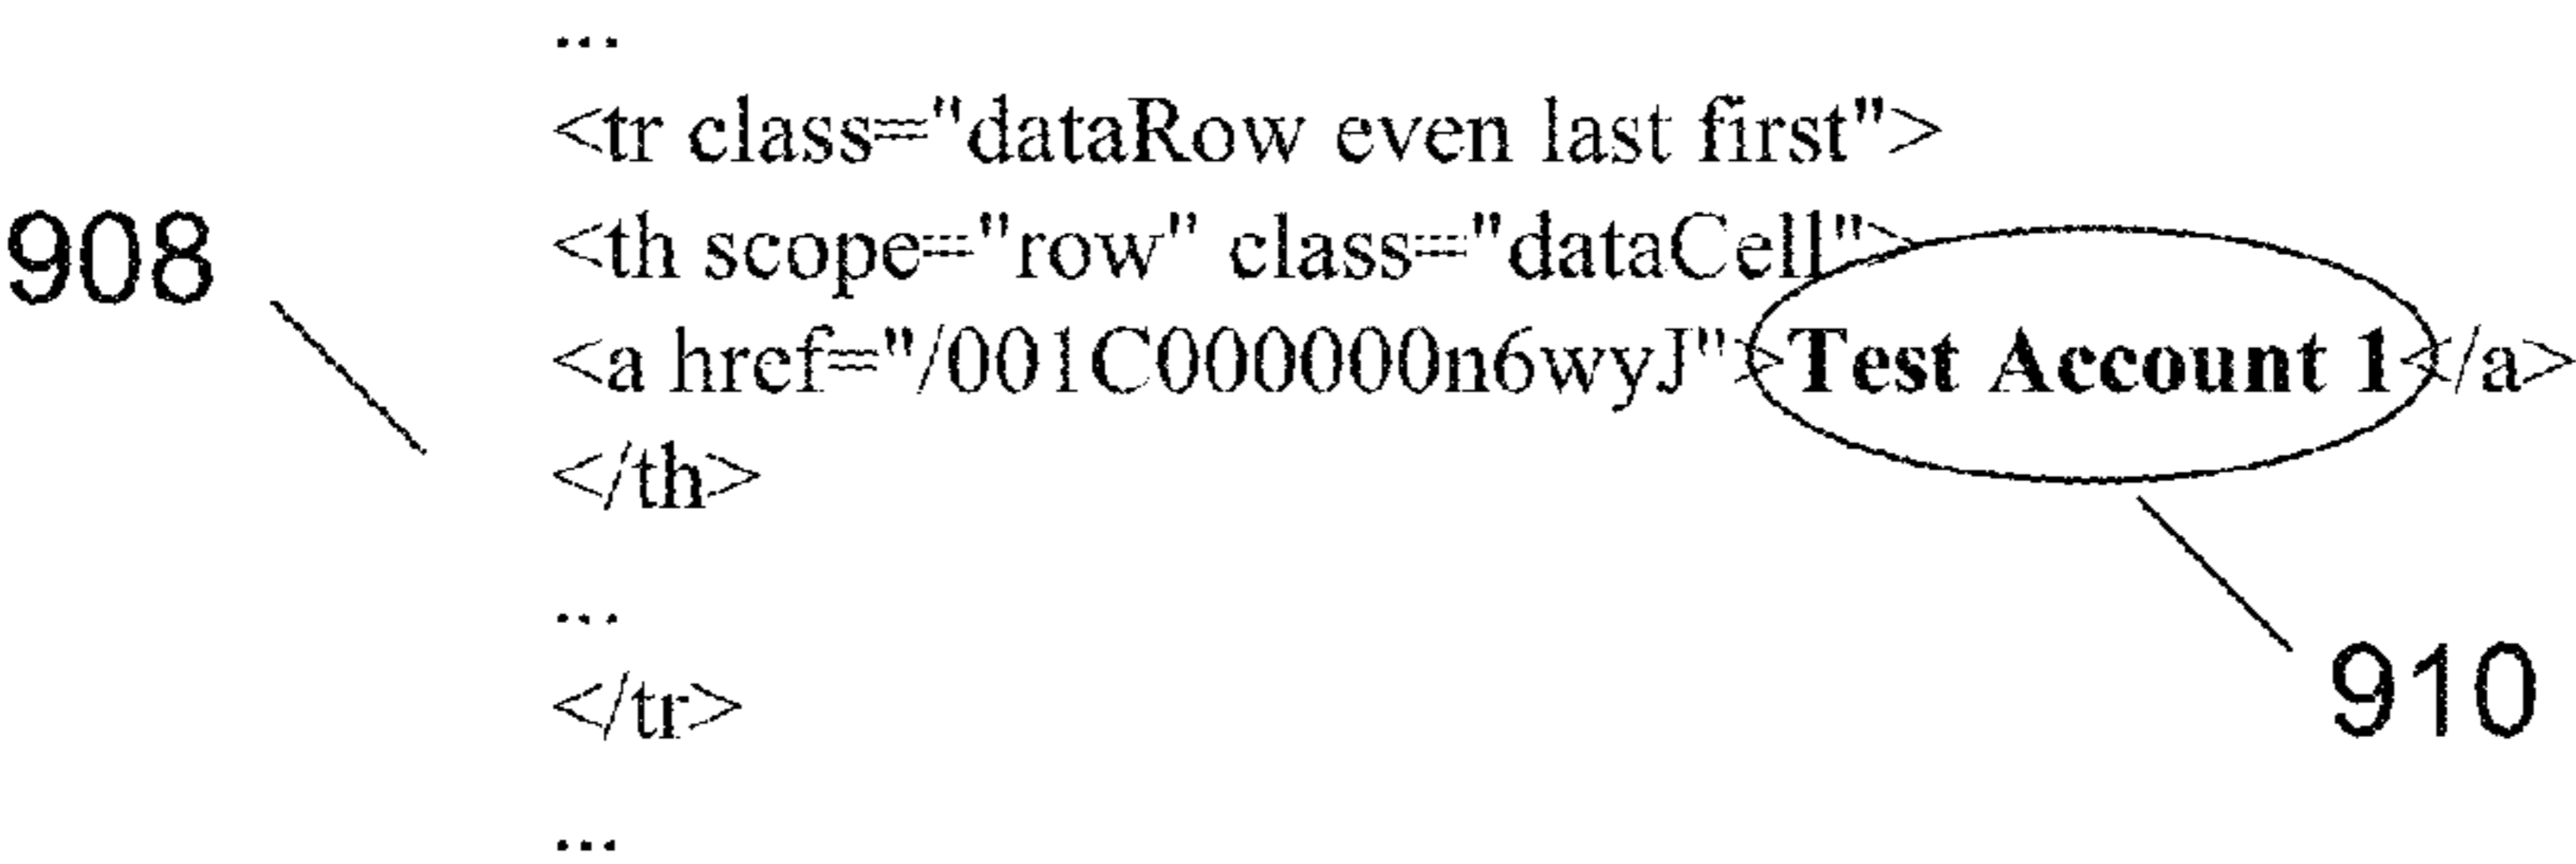 ...
<tr class="dataRow even last first">
908
<th scope="row" class="dataCell">
<a href="/001C000000n6wyJ">Test Account 1</a>
</th>
...
</tr>
910
...